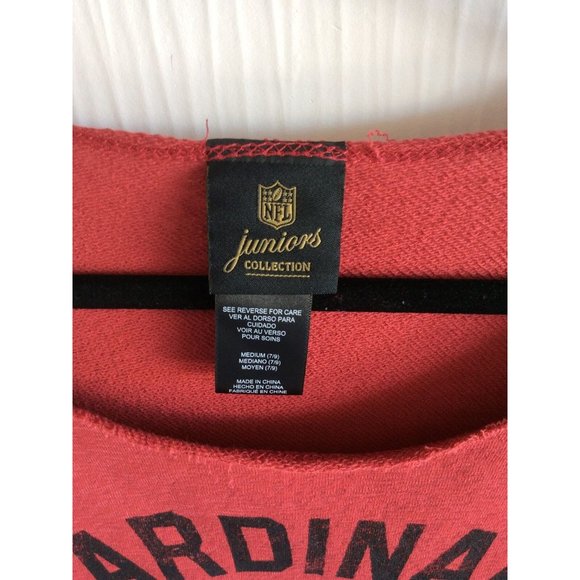 NFL
juniors
COLLECTION
SEE REVERSE FOR CARE
VER AL DORSO PARA
CUIDADO
VOIR AU VERSO
POUR SOINS
MEDIUM (7/9)
MEDIANO (7/9)
MOYEN (7/9)
MADE IN CHINA
HECHO EN CHINA
FABRIQUÉ EN CHINE
ARDINA